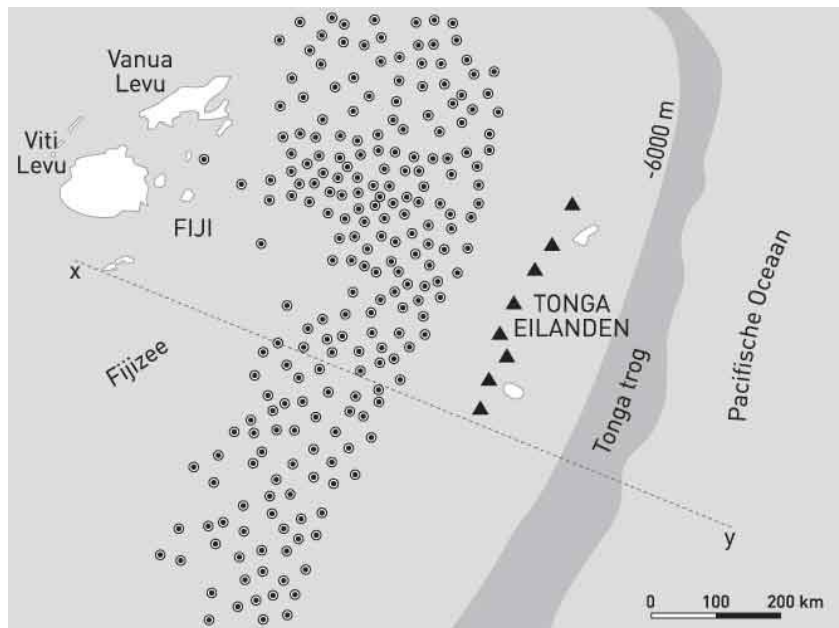 Vanua
Levu
Viti
Levu
FIJI
x
Fijizee
TONGA
EILANDEN
-6000 m
Tonga trog
Pacifische Oceaan
y
0 100 200 km